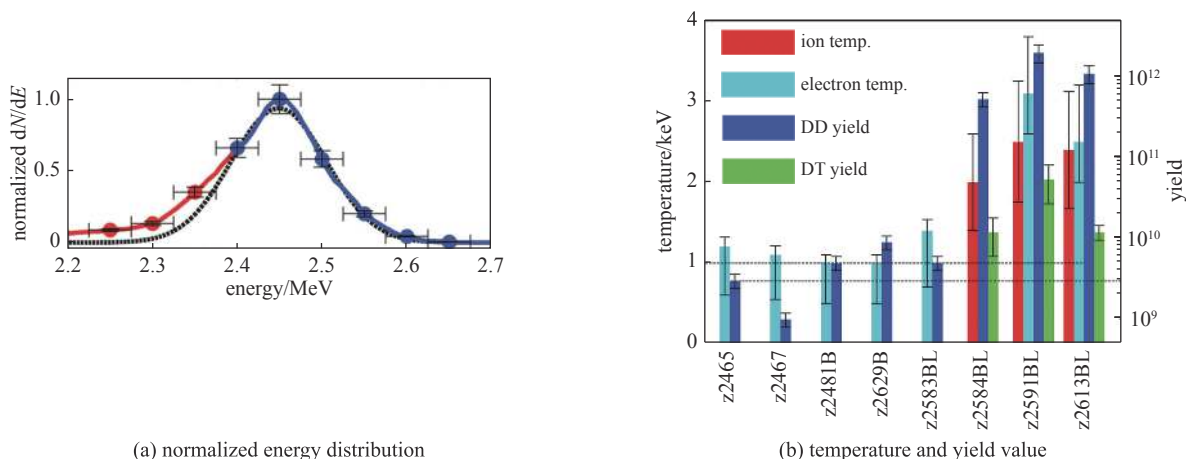 normalized dN/dE
1.0
0.5
0
2.2 2.3 2.4 2.5 2.6 2.7
energy/MeV
(a) normalized energy distribution
temperature/keV
4
3
2
1
0
ion temp.
electron temp.
DD yield
DT yield
10¹²
10¹¹
10¹⁰
10⁹
yield
z2465
z2467
z2481B
z2629B
z2583BL
z2584BL
z2591BL
z2613BL
(b) temperature and yield value